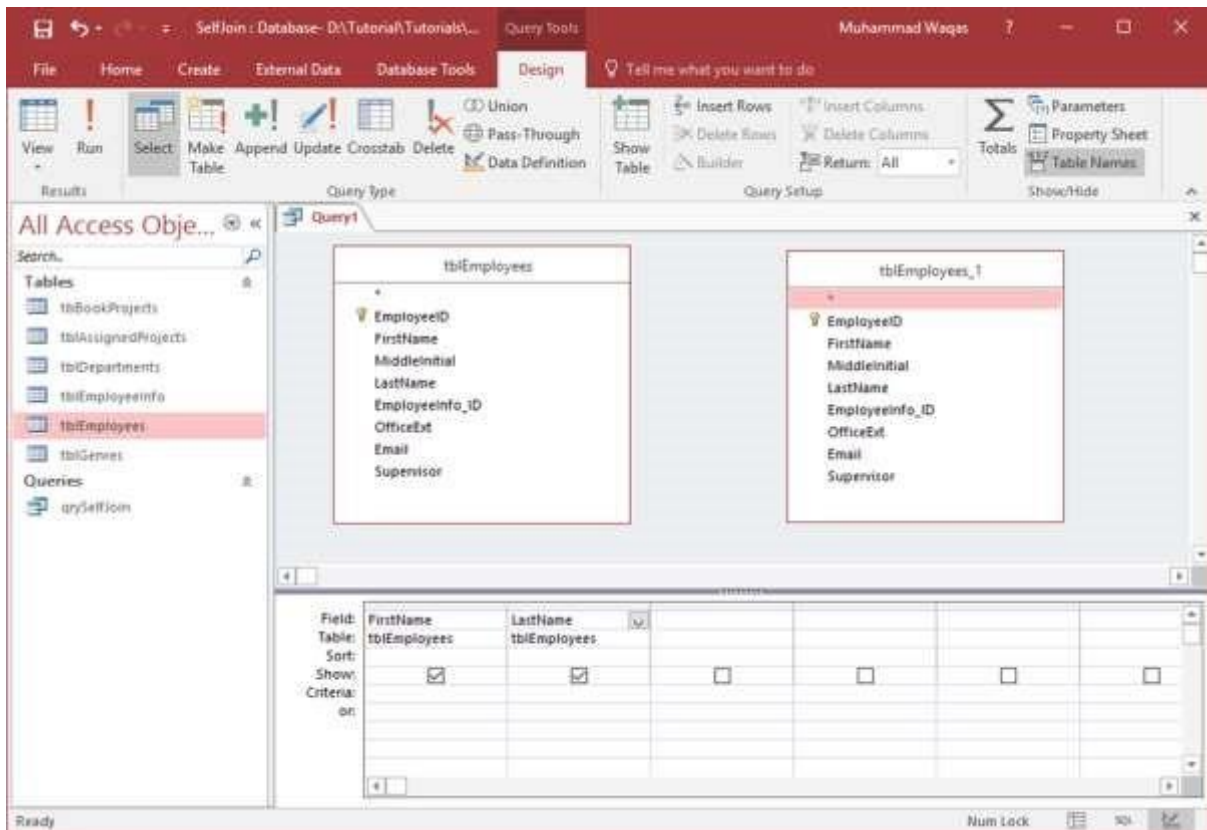 SelfJoin : Database- D:\Tutorial\Tutorials\... Query Tools Muhammad Waqas ?
File Home Create External Data Database Tools Design Tell me what you want to do
View Run Select Make Table Append Update Crosstab Delete
Union
Pass-Through
Data Definition
Show Table
Insert Rows
Delete Rows
Builder
Insert Columns
Delete Columns
Return: All
Totals
Parameters
Property Sheet
Table Names
Results Query Type Query Setup Show/Hide
All Access Obje... «
Search..
Tables
tblBookProjects
tblAssignedProjects
tblDepartments
tblEmployeeInfo
tblEmployees
tblGenres
Queries
qrySelfJoin
Query1
tblEmployees
*
EmployeeID
FirstName
MiddleInitial
LastName
EmployeeInfo_ID
OfficeExt
Email
Supervisor
tblEmployees_1
*
EmployeeID
FirstName
MiddleInitial
LastName
EmployeeInfo_ID
OfficeExt
Email
Supervisor
Field: FirstName LastName
Table: tblEmployees tblEmployees
Sort:
Show:
Criteria:
or:
Ready Num Lock SQL